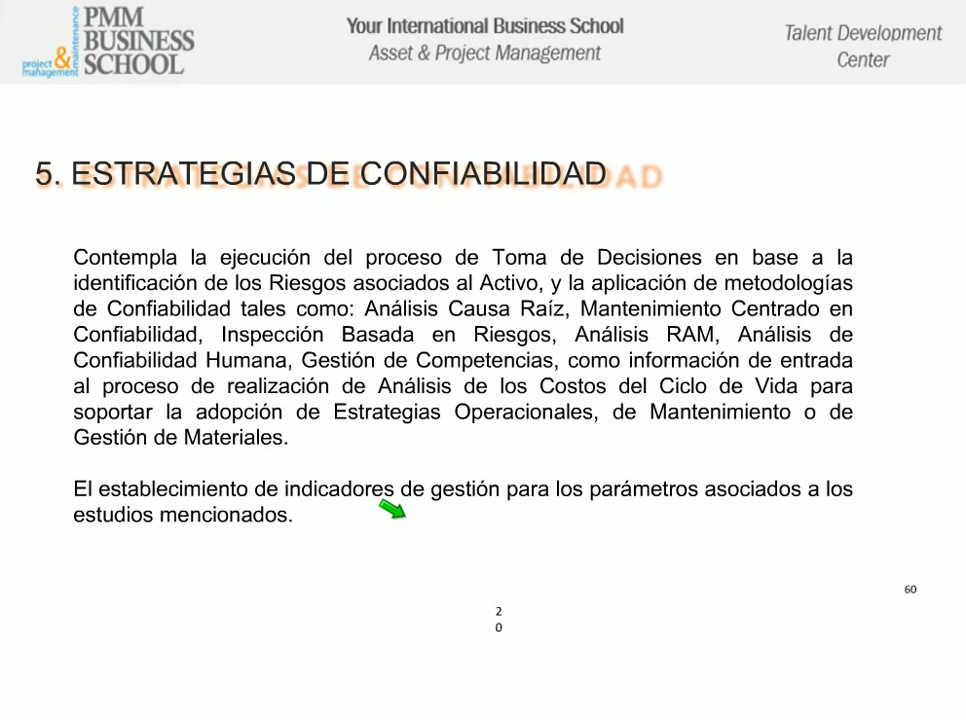 PMM
BUSINESS
SCHOOL
project & management
maintenance
Your International Business School
Asset & Project Management
Talent Development
Center
5. ESTRATEGIAS DE CONFIABILIDAD
Contempla la ejecución del proceso de Toma de Decisiones en base a la
identificación de los Riesgos asociados al Activo, y la aplicación de metodologías
de Confiabilidad tales como: Análisis Causa Raíz, Mantenimiento Centrado en
Confiabilidad, Inspección Basada en Riesgos, Análisis RAM, Análisis de
Confiabilidad Humana, Gestión de Competencias, como información de entrada
al proceso de realización de Análisis de los Costos del Ciclo de Vida para
soportar la adopción de Estrategias Operacionales, de Mantenimiento o de
Gestión de Materiales.
El establecimiento de indicadores de gestión para los parámetros asociados a los
estudios mencionados.
60
2
0